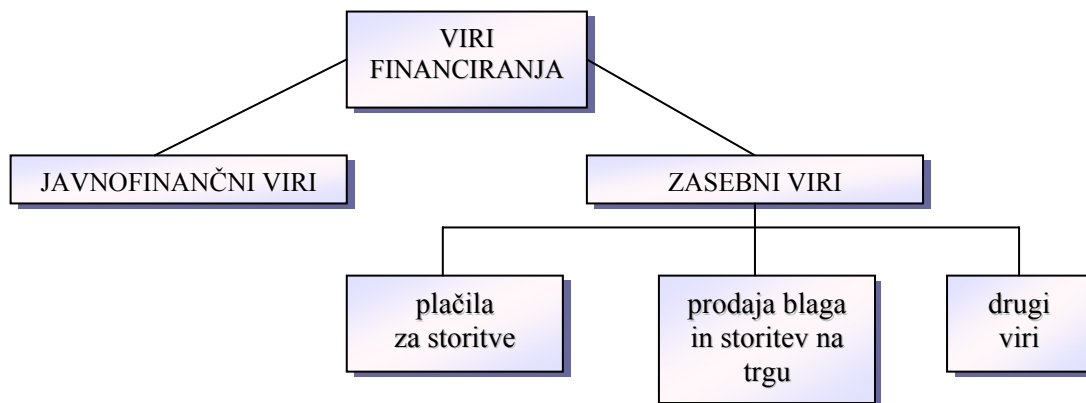 VIRI
FINANCIRANJA
JAVNOFINANČNI VIRI
ZASEBNI VIRI
plačila
za storitve
prodaja blaga
in storitev na
trgu
drugi
viri